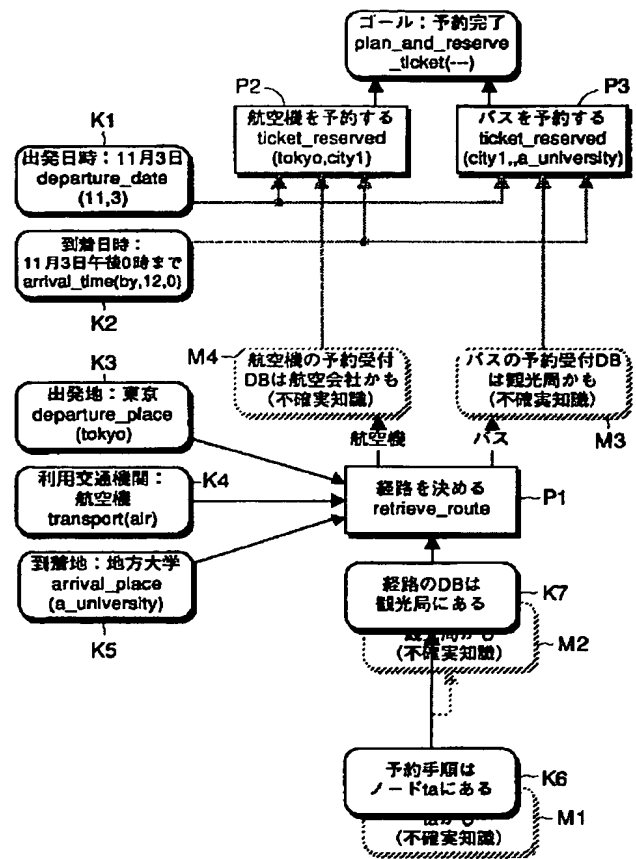 ゴール：予約完了
plan_and_reserve
_ticket(---)
P2
航空機を予約する
ticket_reserved
(tokyo,city1)
P3
バスを予約する
ticket_reserved
(city1,,a_university)
K1
出発日時：11月3日
departure_date
(11,3)
到着日時：
11月3日午後0時まで
arrival_time(by,12,0)
K2
M4
航空機の予約受付
DBは航空会社かも
(不確実知識)
バスの予約受付DB
は観光局かも
(不確実知識)
M3
K3
出発地：東京
departure_place
(tokyo)
航空機
バス
K4
利用交通機関：
航空機
transport(air)
経路を決める
retrieve_route
P1
到着地：地方大学
arrival_place
(a_university)
K5
経路のDBは
観光局にある
K7
(不確実知識)
M2
予約手順は
ノードtaにある
K6
(不確実知識)
M1